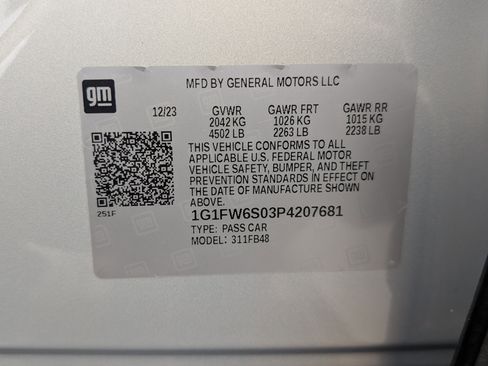 gm
MFD BY GENERAL MOTORS LLC
12/23 GVWR GAWR FRT GAWR RR
2042 KG 1026 KG 1015 KG
4502 LB 2263 LB 2238 LB
THIS VEHICLE CONFORMS TO ALL
APPLICABLE U.S. FEDERAL MOTOR
VEHICLE SAFETY, BUMPER, AND THEFT
PREVENTION STANDARDS IN EFFECT ON
THE DATE OF MANUFACTURE SHOWN
ABOVE.
251F
1G1FW6S03P4207681
TYPE: PASS CAR
MODEL: 311FB48